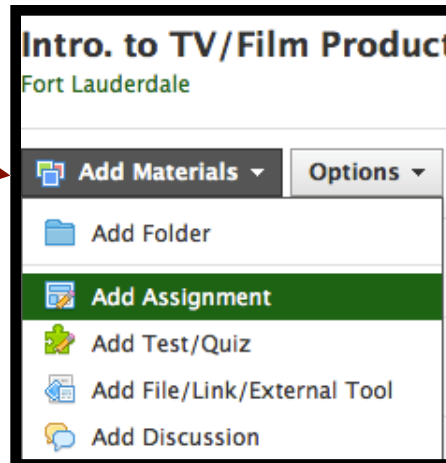 Intro. to TV/Film Product
Fort Lauderdale
Add Materials Options
Add Folder
Add Assignment
Add Test/Quiz
Add File/Link/External Tool
Add Discussion